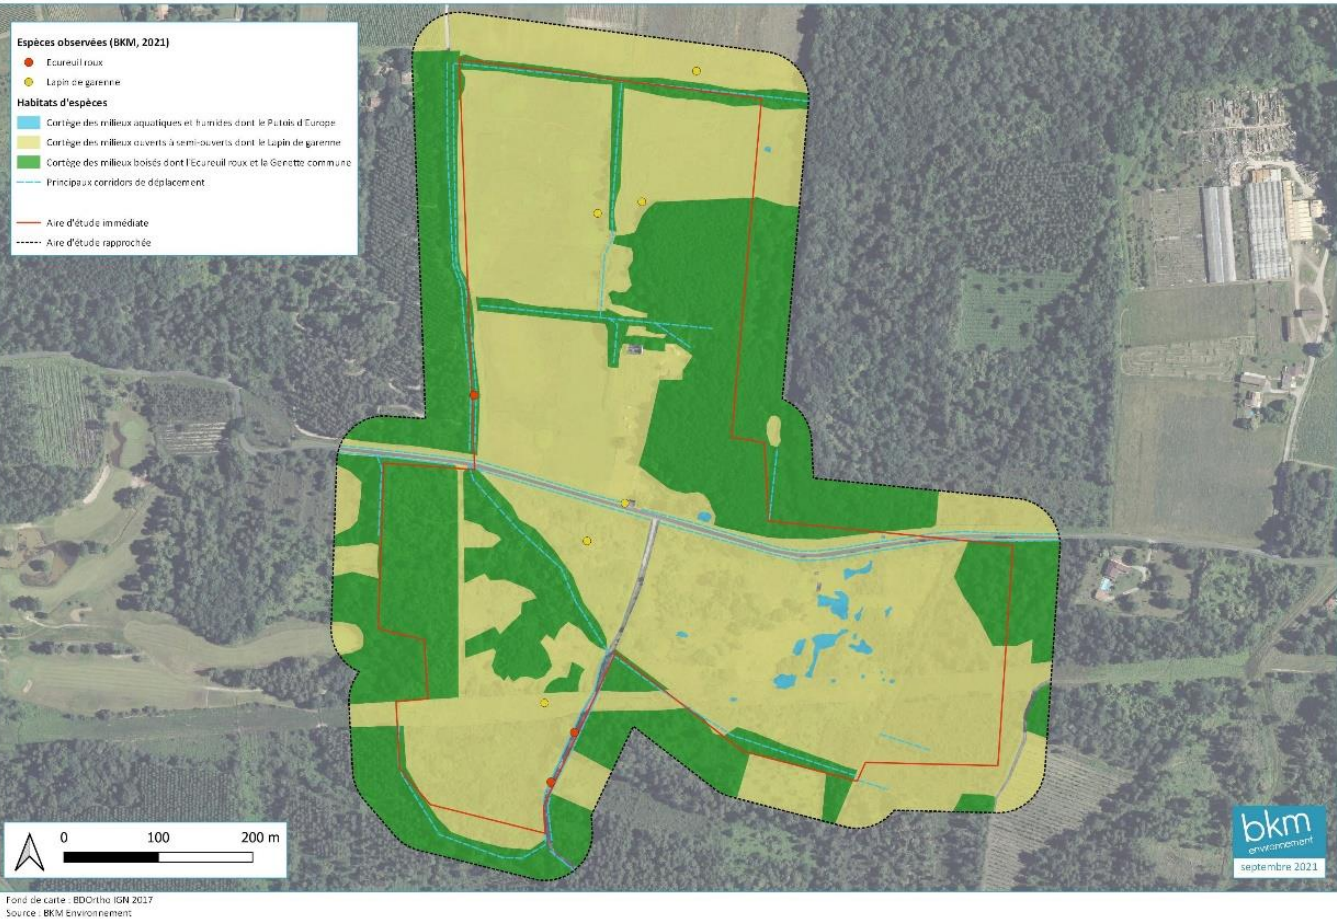 Espèces observées (BKM, 2021)
Ecureuil roux
Lapin de garenne
Habitats d'espèces
Cortège des milieux aquatiques et humides dont le Putois d'Europe
Cortège des milieux ouverts à semi-ouverts dont le Lapin de garenne
Cortège des milieux boisés dont l'Ecureuil roux et la Genette commune
Principaux corridors de déplacement
Aire d'étude immédiate
Aire d'étude rapprochée
0 100 200 m
bkm
environnement
septembre 2021
Fond de carte : BDOrtho IGN 2017
Source : BKM Environnement